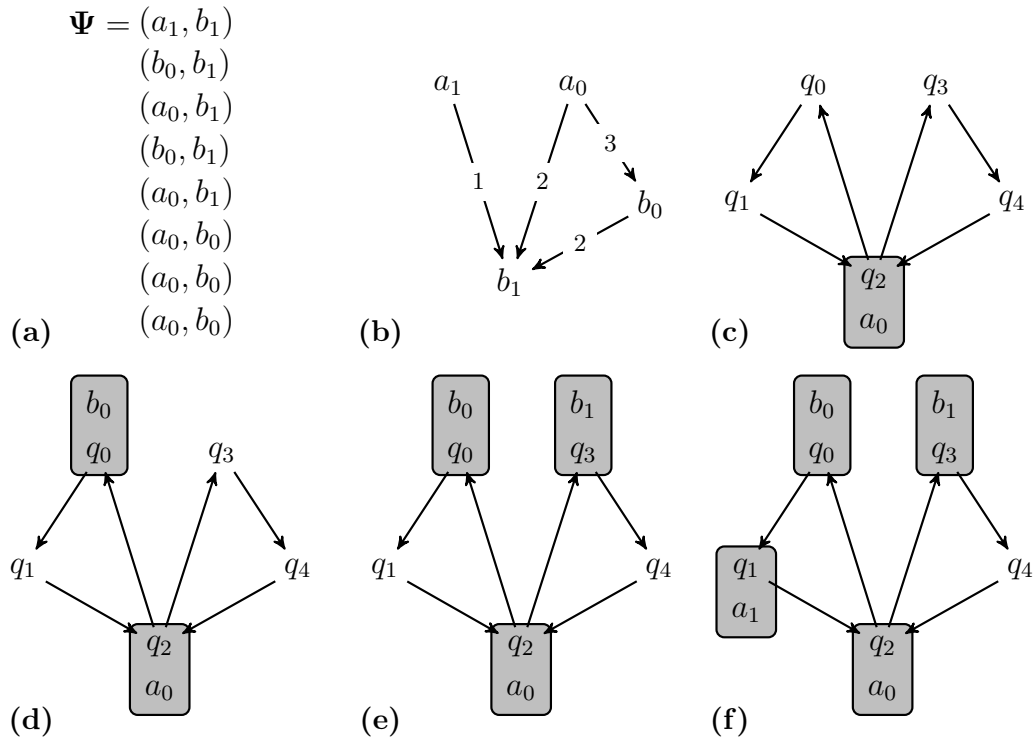 Ψ = (a₁, b₁)
(b₀, b₁)
(a₀, b₁)
(b₀, b₁)
(a₀, b₁)
(a₀, b₀)
(a₀, b₀)
(a₀, b₀)
(a)
a₁ a₀
3
1 2
b₀
2
b₁
(b)
q₀ q₃
q₁ q₄
q₂
a₀
(c)
b₀
q₀ q₃
q₁ q₄
q₂
a₀
(d)
b₀ b₁
q₀ q₃
q₁ q₄
q₂
a₀
(e)
b₀ b₁
q₀ q₃
q₁ q₄
a₁
q₂
a₀
(f)